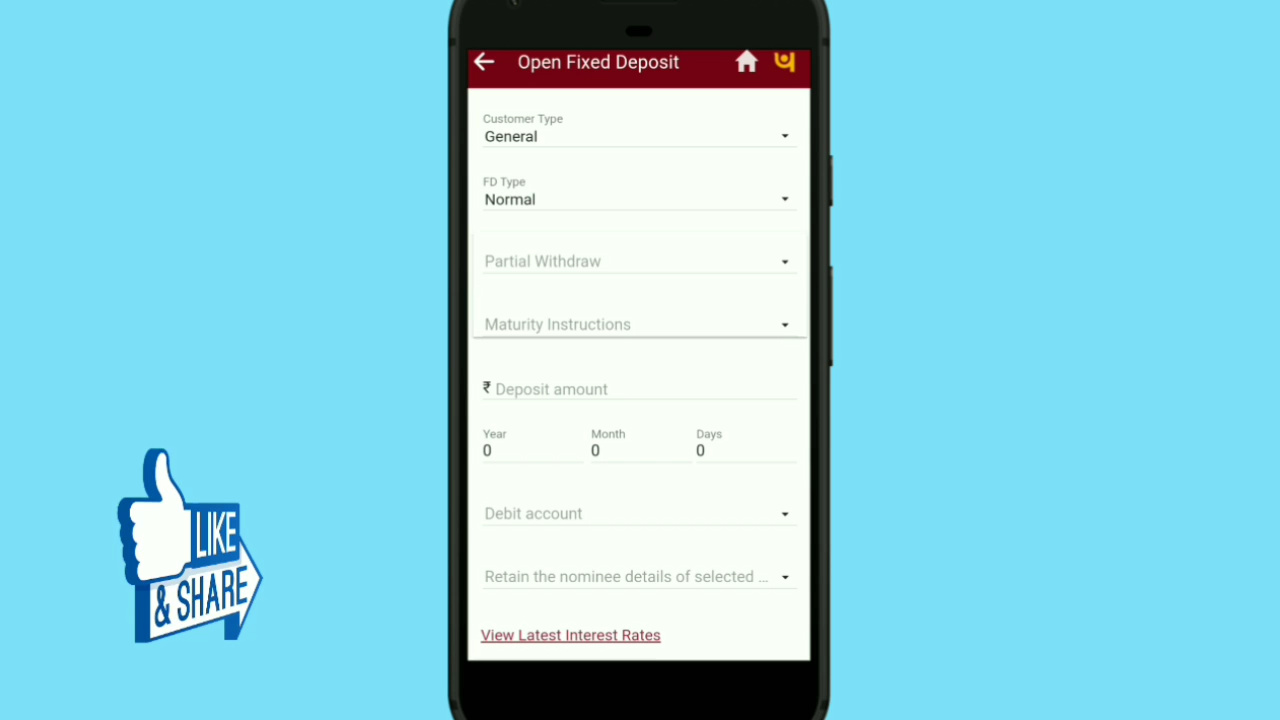 Open Fixed Deposit
Customer Type
General
FD Type
Normal
Partial Withdraw
Maturity Instructions
₹ Deposit amount
Year Month Days
0 0 0
Debit account
Retain the nominee details of selected ...
View Latest Interest Rates
LIKE
& SHARE